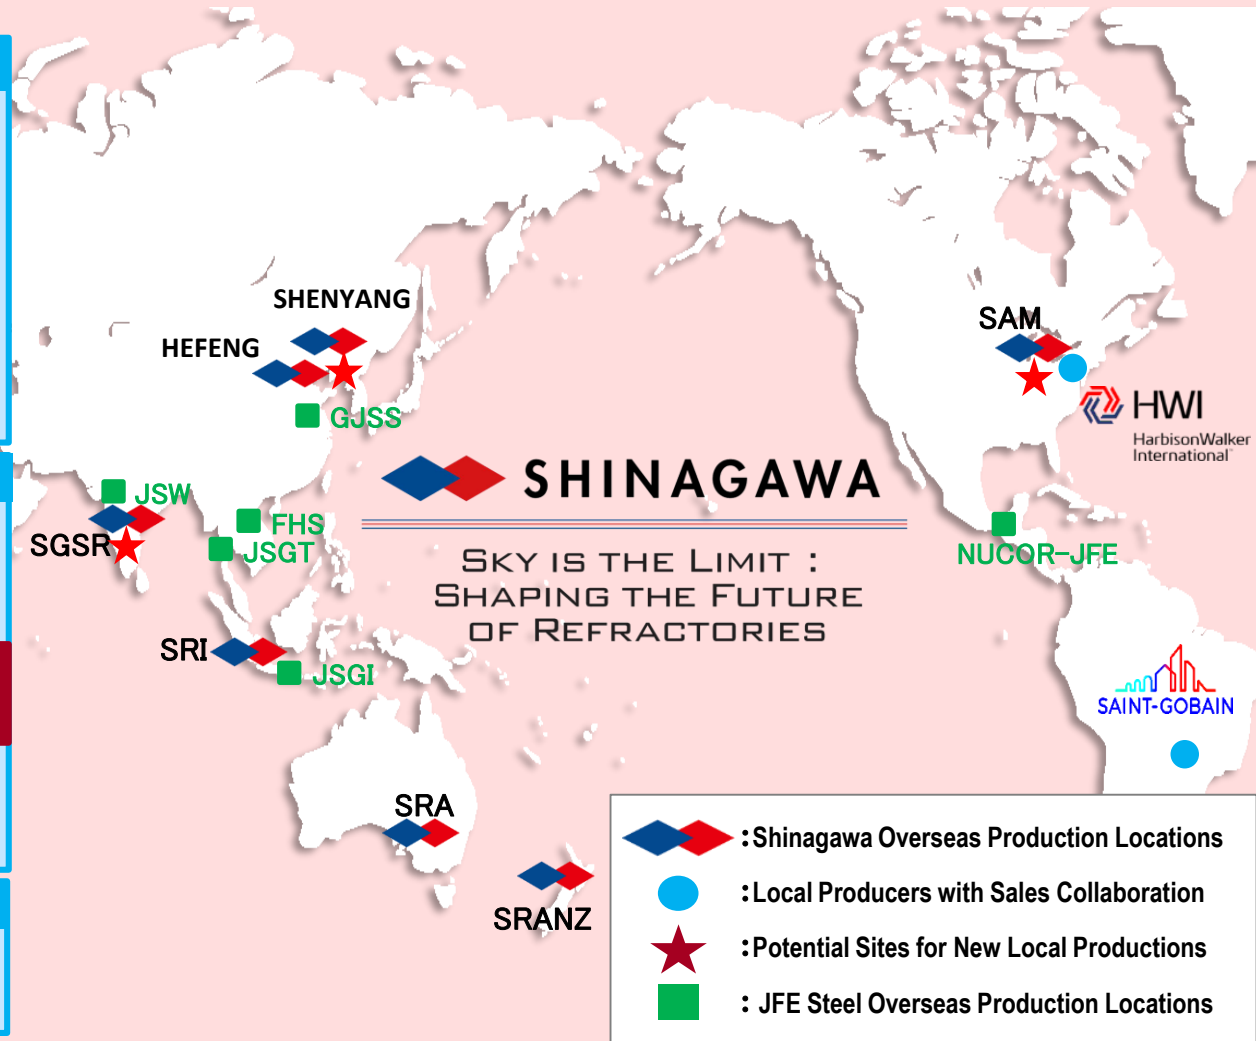 SHENYANG
HEFENG
GJSS
SAM
HWI
HarbisonWalker
International
SHINAGAWA
JSW
SGSR
FHS
JSGT
NUCOR-JFE
SKY IS THE LIMIT :
SHAPING THE FUTURE
OF REFRACTORIES
SRI
JSGI
SAINT-GOBAIN
SRA
SRANZ
:Shinagawa Overseas Production Locations
:Local Producers with Sales Collaboration
:Potential Sites for New Local Productions
: JFE Steel Overseas Production Locations